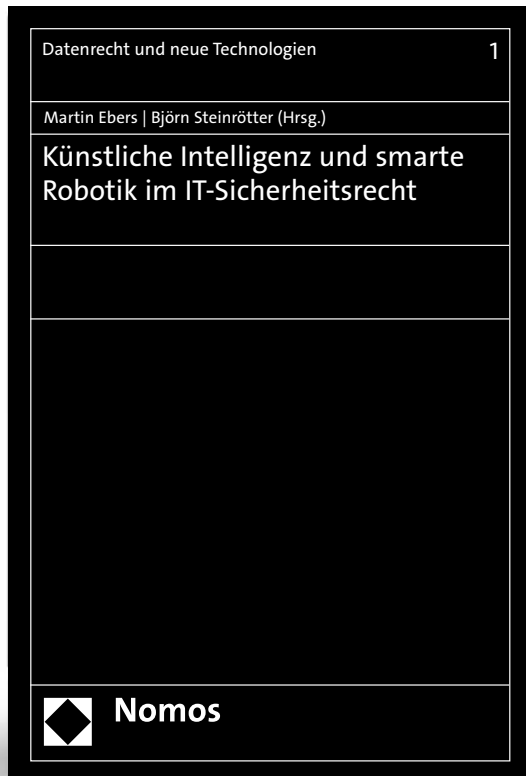 Datenrecht und neue Technologien 1
Martin Ebers | Björn Steinrötter (Hrsg.)
Künstliche Intelligenz und smarte
Robotik im IT-Sicherheitsrecht
Nomos